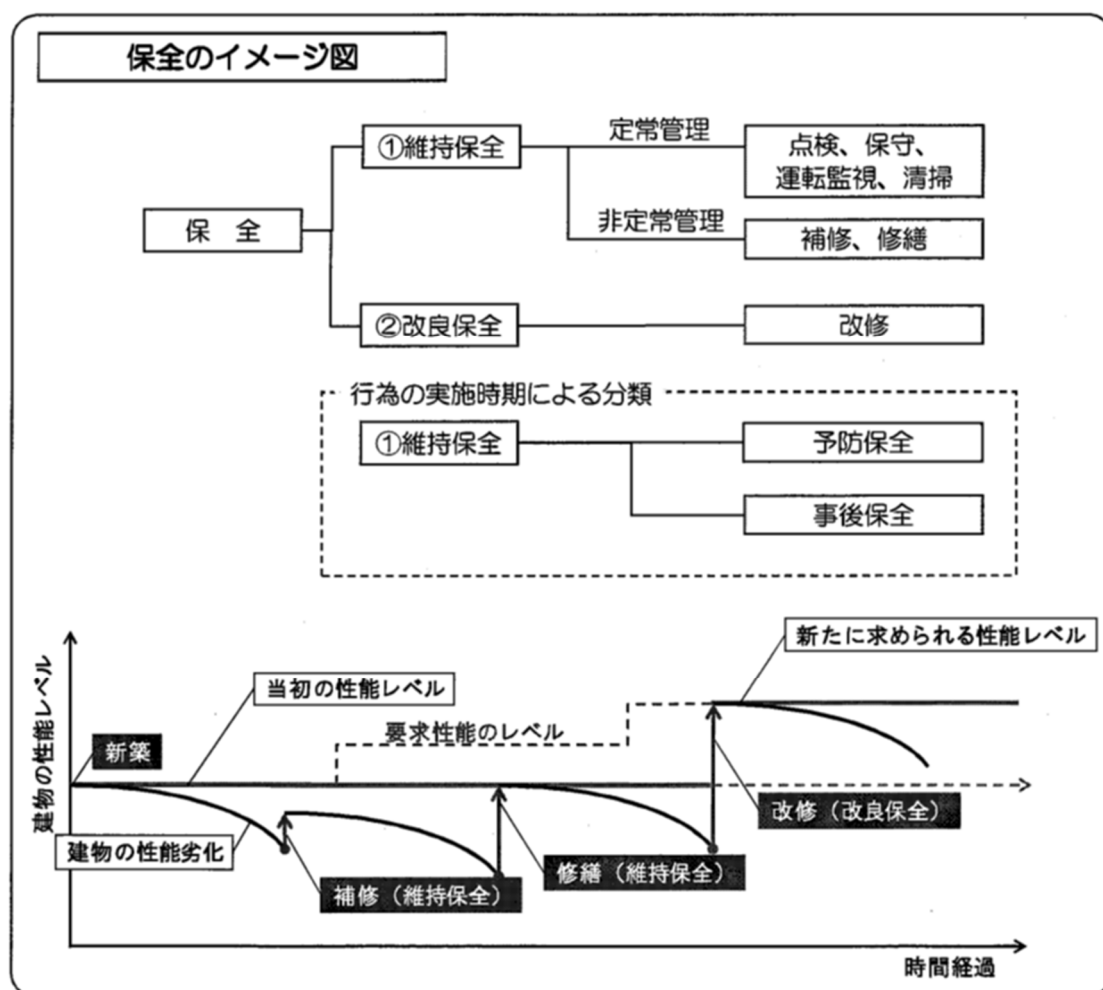 保全のイメージ図
定常管理
①維持保全
点検、保守、
運転監視、清掃
保　全
非定常管理
補修、修繕
②改良保全
改修
行為の実施時期による分類
①維持保全
予防保全
事後保全
新たに求められる性能レベル
当初の性能レベル
要求性能のレベル
新築
建物の性能レベル
改修（改良保全）
建物の性能劣化
修繕（維持保全）
補修（維持保全）
時間経過